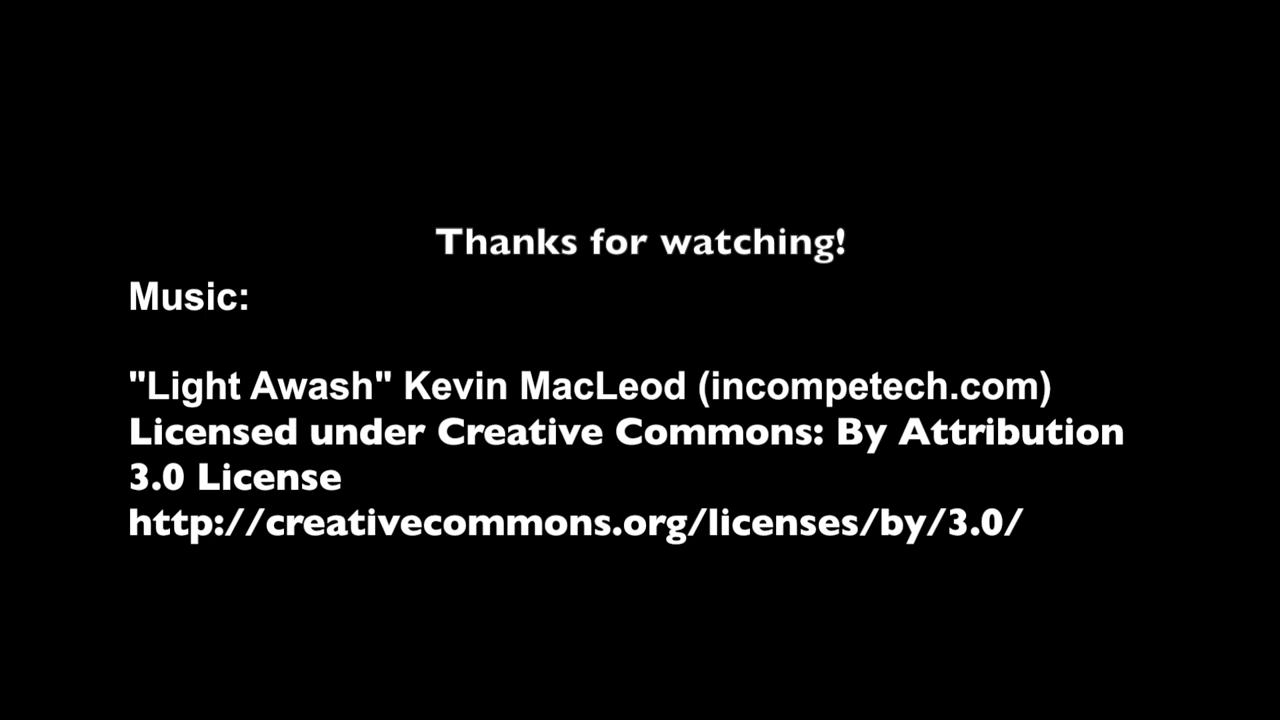 Thanks for watching!
Music:
"Light Awash" Kevin MacLeod (incompetech.com)
Licensed under Creative Commons: By Attribution
3.0 License
http://creativecommons.org/licenses/by/3.0/